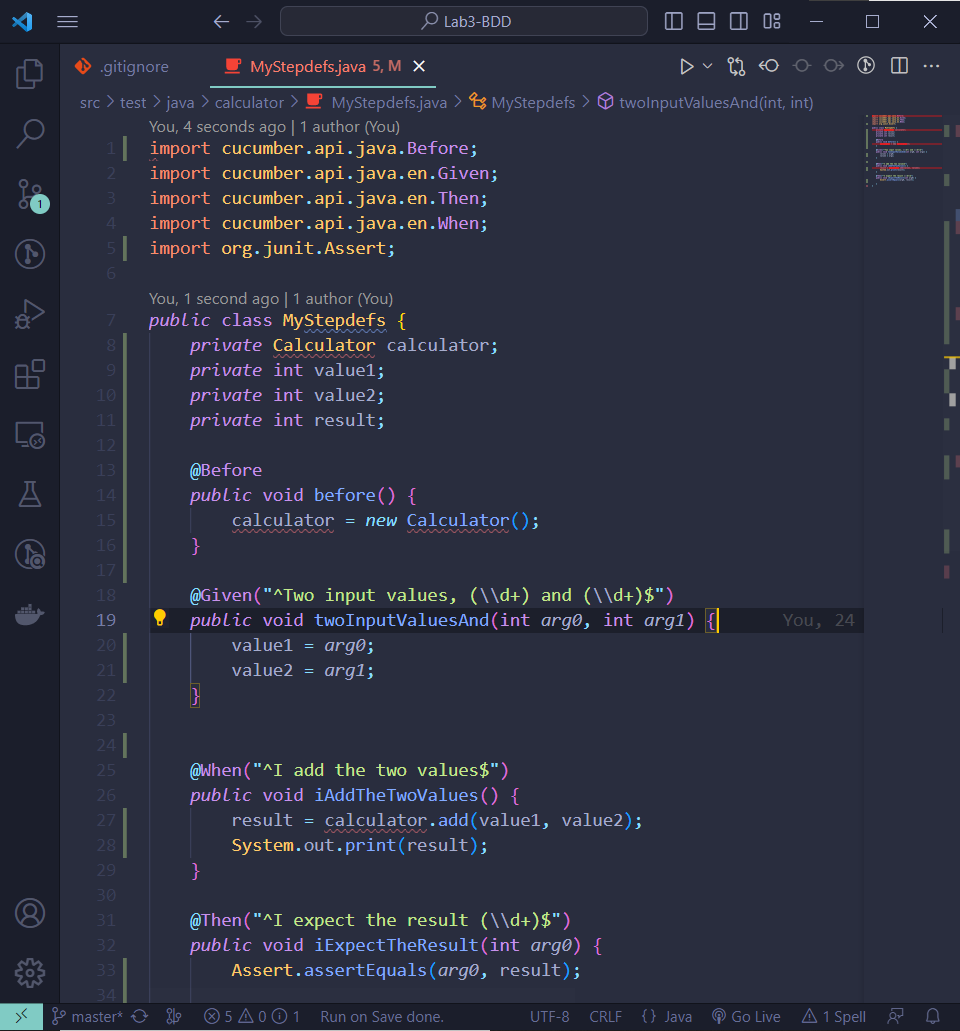 Lab3-BDD
.gitignore
MyStepdefs.java 5, M
src > test > java > calculator > MyStepdefs.java > MyStepdefs > twoInputValuesAnd(int, int)
You, 4 seconds ago | 1 author (You)
1 import cucumber.api.java.Before;
2 import cucumber.api.java.en.Given;
3 import cucumber.api.java.en.Then;
4 import cucumber.api.java.en.When;
5 import org.junit.Assert;
6
You, 1 second ago | 1 author (You)
7 public class MyStepdefs {
8 private Calculator calculator;
9 private int value1;
10 private int value2;
11 private int result;
12
13 @Before
14 public void before() {
15 calculator = new Calculator();
16 }
17
18 @Given("^Two input values, (\\d+) and (\\d+)$")
19 public void twoInputValuesAnd(int arg0, int arg1) { You, 24
20 value1 = arg0;
21 value2 = arg1;
22 }
23
24
25 @When("^I add the two values$")
26 public void iAddTheTwoValues() {
27 result = calculator.add(value1, value2);
28 System.out.print(result);
29 }
30
31 @Then("^I expect the result (\\d+)$")
32 public void iExpectTheResult(int arg0) {
33 Assert.assertEquals(arg0, result);
34
1
master* 5 0 1 Run on Save done. UTF-8 CRLF {} Java Go Live 1 Spell